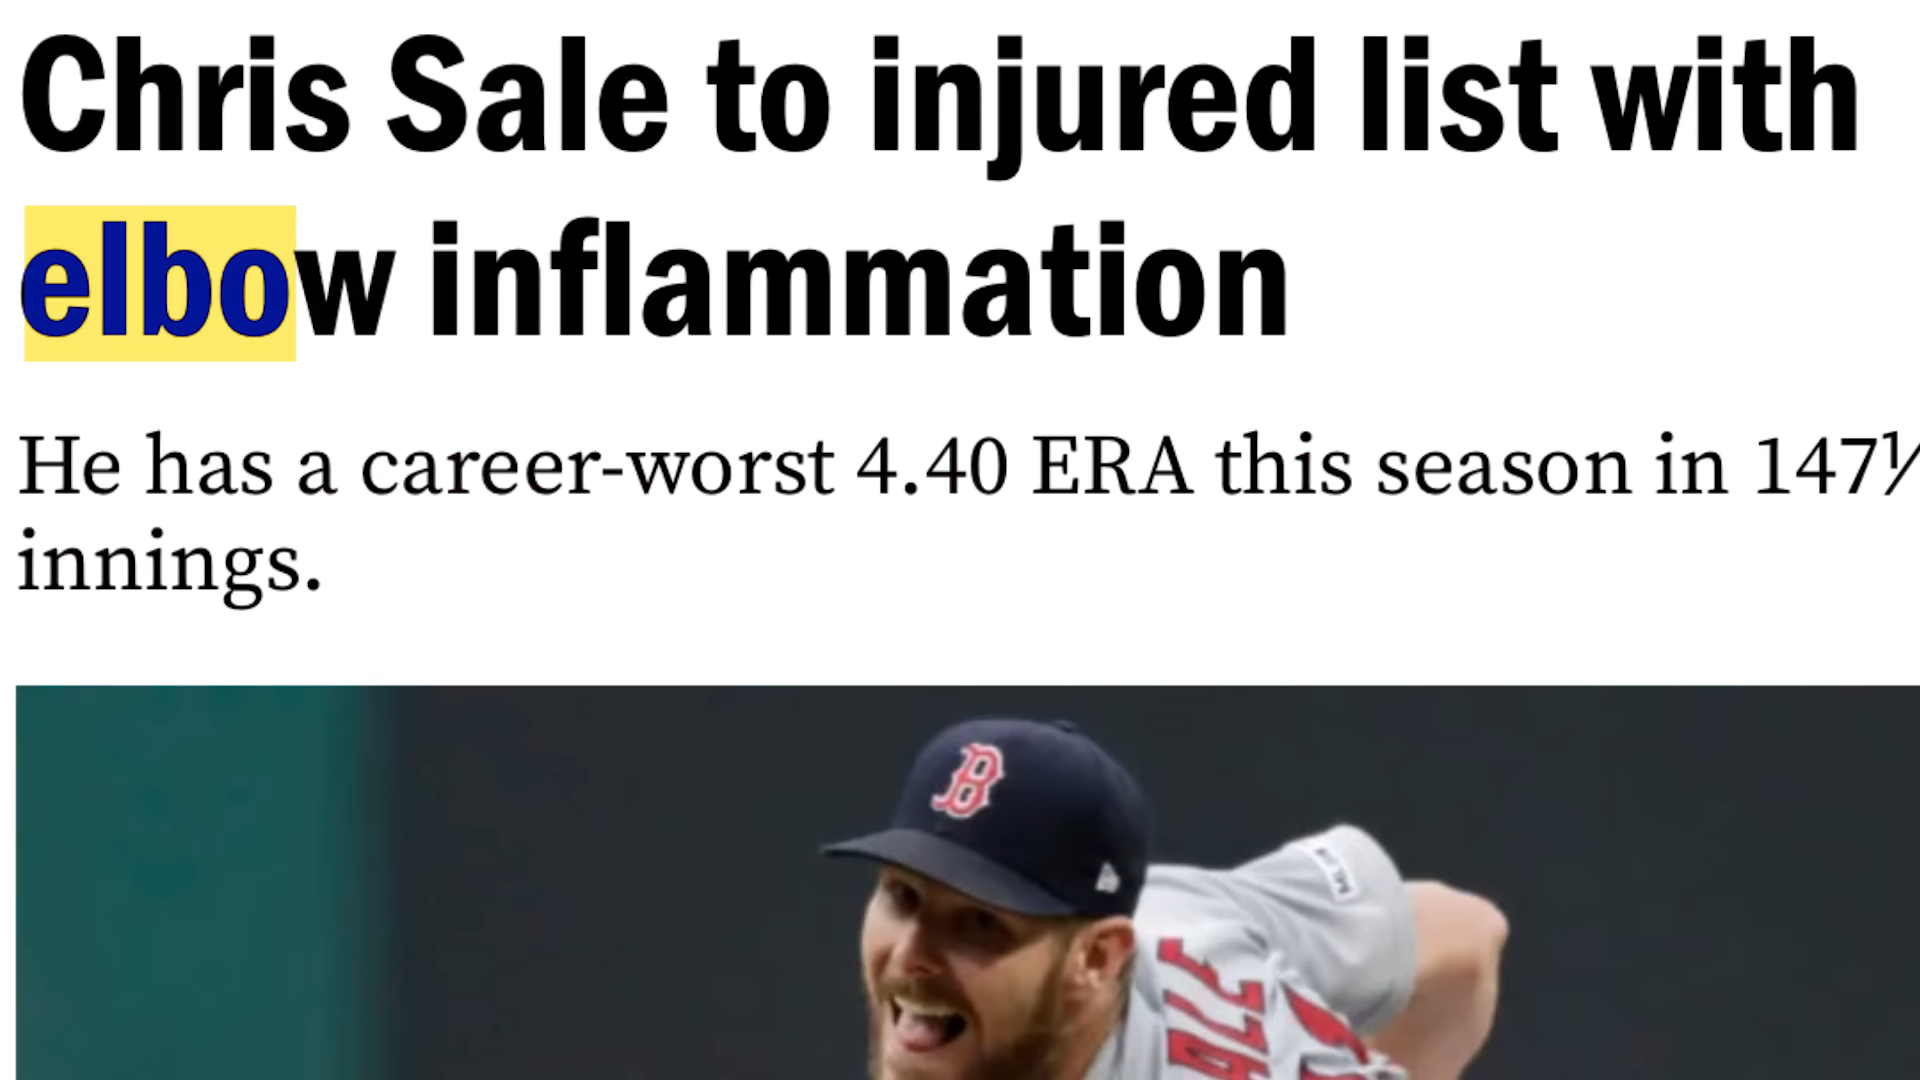 Chris Sale to injured list with
elbow inflammation
He has a career-worst 4.40 ERA this season in 147
innings.
B
SALE